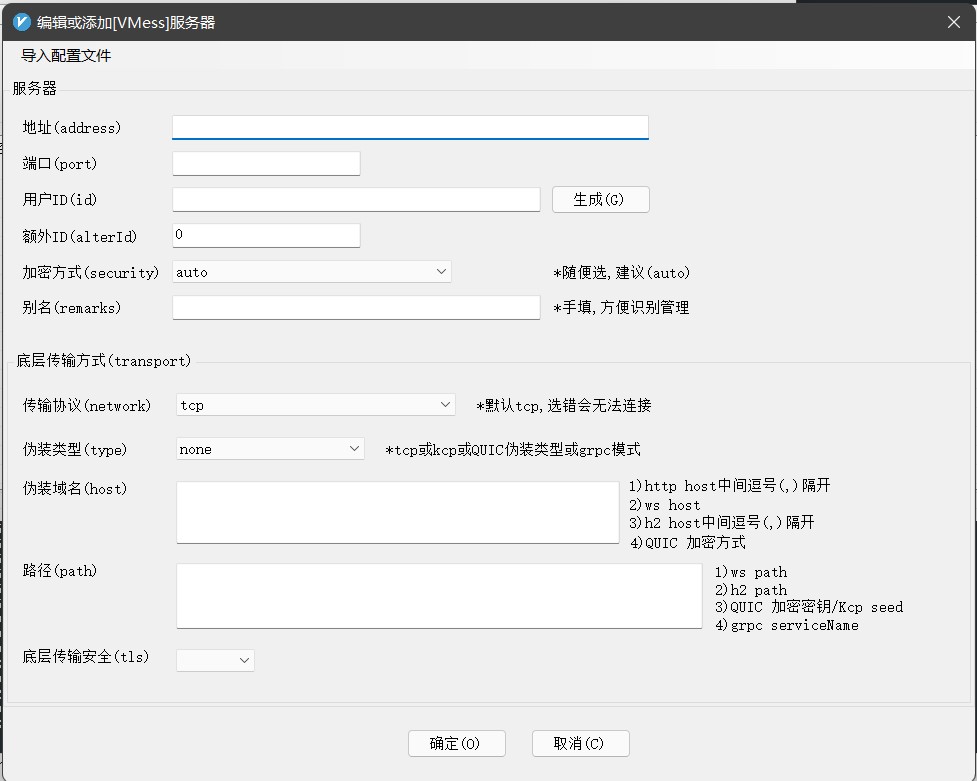 编辑或添加[VMess]服务器
导入配置文件
服务器
地址(address)
端口(port)
用户ID(id)
生成(G)
额外ID(alterId)
0
加密方式(security)
auto
*随便选,建议(auto)
别名(remarks)
*手填,方便识别管理
底层传输方式(transport)
传输协议(network)
tcp
*默认tcp,选错会无法连接
伪装类型(type)
none
*tcp或kcp或QUIC伪装类型或grpc模式
伪装域名(host)
1)http host中间逗号(,)隔开
2)ws host
3)h2 host中间逗号(,)隔开
4)QUIC 加密方式
路径(path)
1)ws path
2)h2 path
3)QUIC 加密密钥/Kcp seed
4)grpc serviceName
底层传输安全(tls)
确定(O)
取消(C)